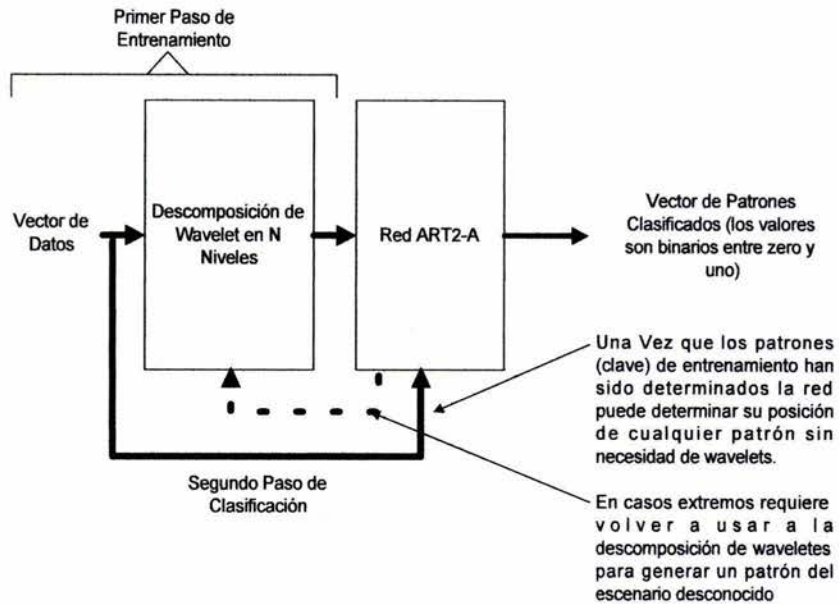 Primer Paso de
Entrenamiento
Vector de
Datos
Descomposición de
Wavelet en N
Niveles
Red ART2-A
Vector de Patrones
Clasificados (los valores
son binarios entre zero y
uno)
Una Vez que los patrones
(clave) de entrenamiento han
sido determinados la red
puede determinar su posición
de cualquier patrón sin
necesidad de wavelets.
Segundo Paso de
Clasificación
En casos extremos requiere
volver a usar a la
descomposición de waveletes
para generar un patrón del
escenario desconocido